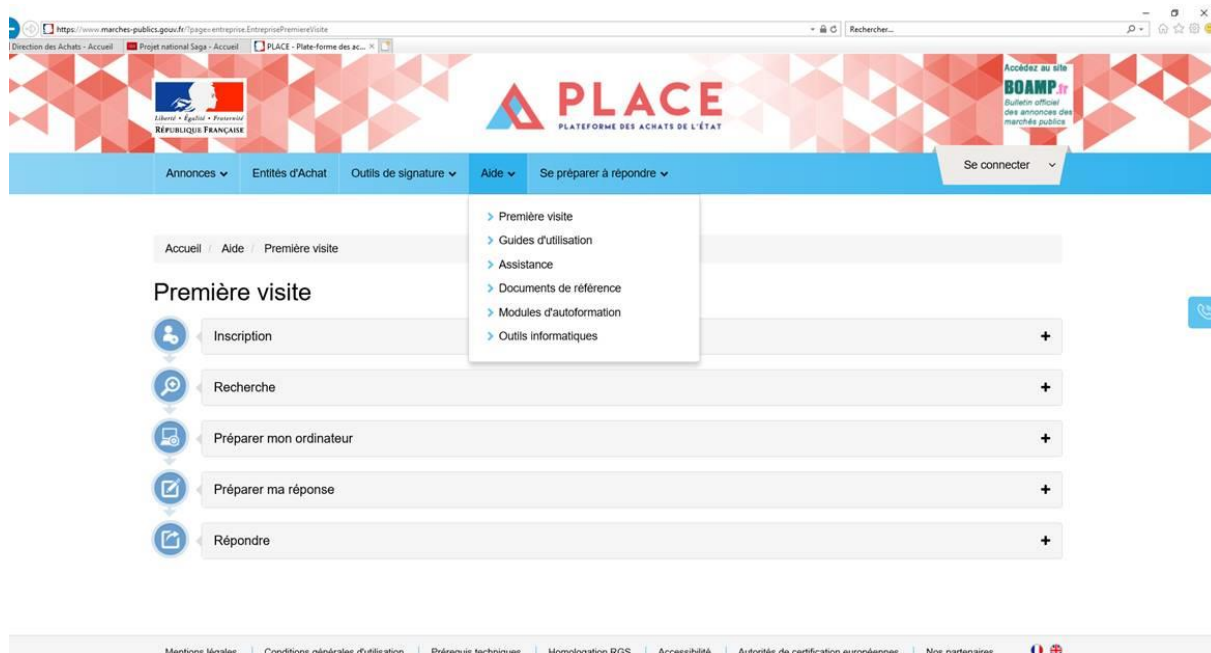 https://www.marches-publics.gouv.fr/?page=entreprise.EntreprisePremiereVisite
Rechercher...
Direction des Achats - Accueil
Projet national Saga - Accueil
PLACE - Plate-forme des ac...
Liberté • Égalité • Fraternité
RÉPUBLIQUE FRANÇAISE
PLACE
PLATEFORME DES ACHATS DE L'ÉTAT
Accédez au site
BOAMP.fr
Bulletin officiel
des annonces des
marchés publics
Annonces
Entités d'Achat
Outils de signature
Aide
Se préparer à répondre
Se connecter
Première visite
Guides d'utilisation
Assistance
Documents de référence
Modules d'autoformation
Outils informatiques
Accueil / Aide / Première visite
Première visite
Inscription +
Recherche +
Préparer mon ordinateur +
Préparer ma réponse +
Répondre +
Mentions légales | Conditions générales d'utilisation | Prérequis techniques | Homologation RGS | Accessibilité | Autorités de certification européennes | Nos partenaires